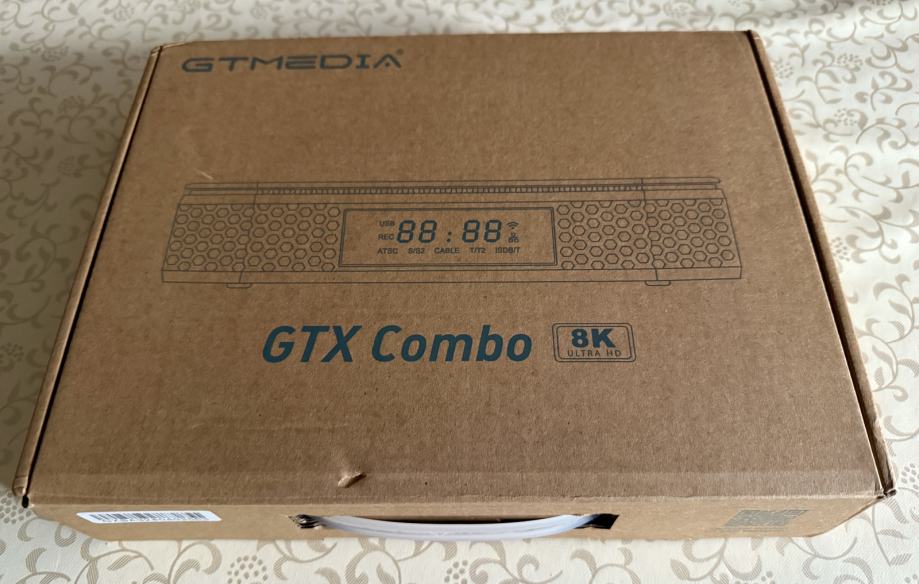 GTMEDIA®
USB
88:88
REC
ATSC S/S2 CABLE T/T2 ISDB/T
GTX Combo
8K
ULTRA HD